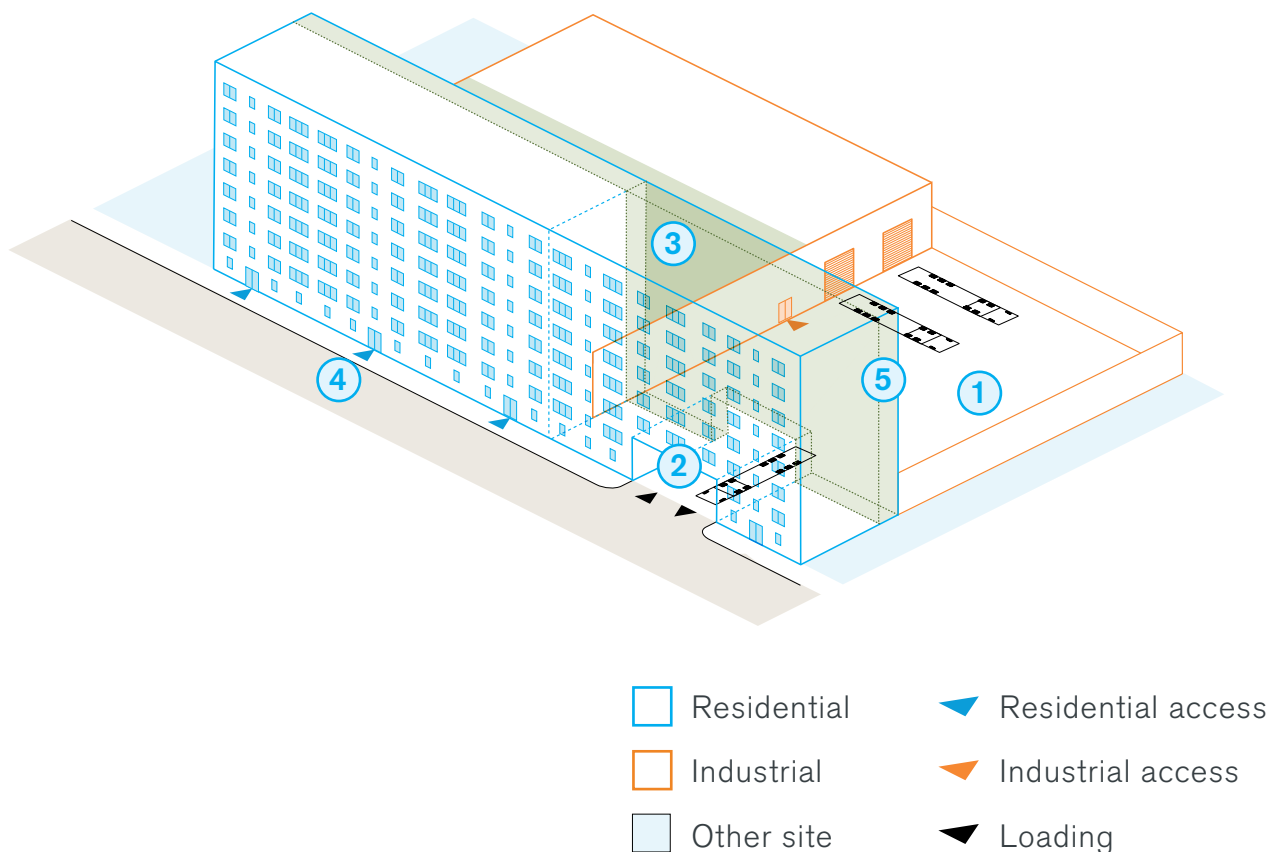 3
5
4
1
2
Residential
Residential access
Industrial
Industrial access
Other site
Loading